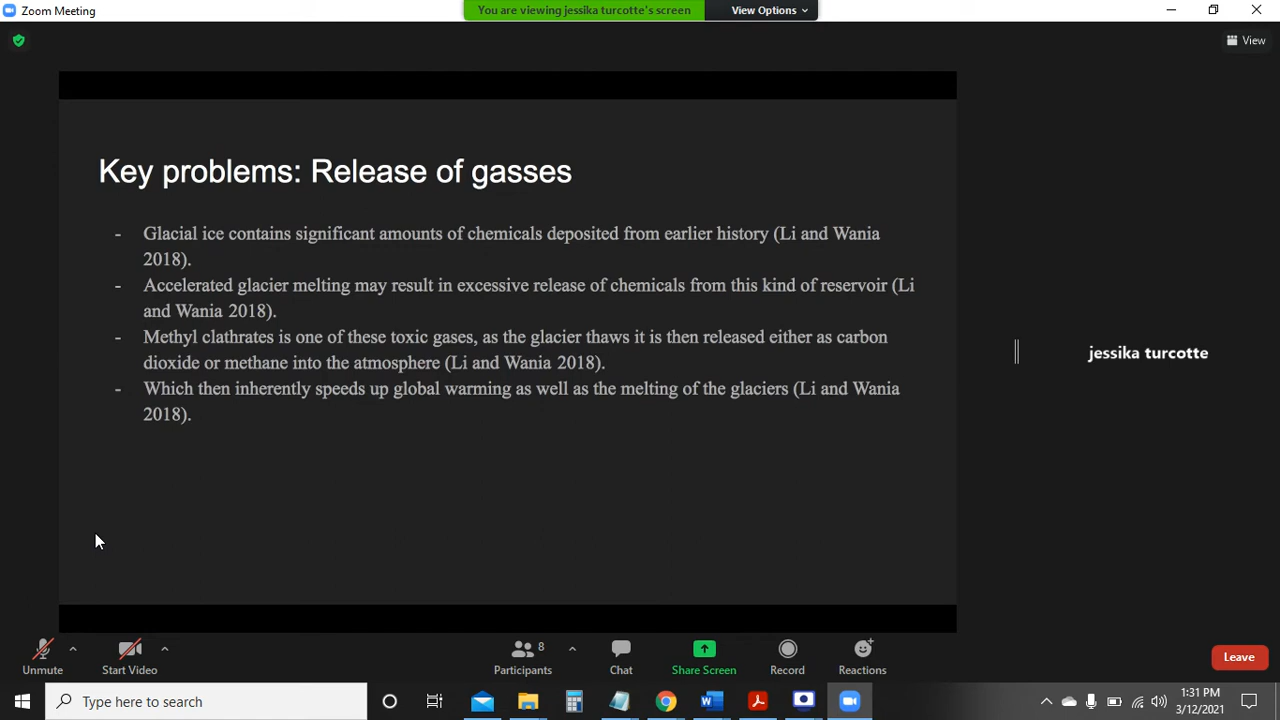 Zoom Meeting
You are viewing jessika turcotte's screen
View Options
View
Key problems: Release of gasses
- Glacial ice contains significant amounts of chemicals deposited from earlier history (Li and Wania
2018).
- Accelerated glacier melting may result in excessive release of chemicals from this kind of reservoir (Li
and Wania 2018).
- Methyl clathrates is one of these toxic gases, as the glacier thaws it is then released either as carbon
dioxide or methane into the atmosphere (Li and Wania 2018).
- Which then inherently speeds up global warming as well as the melting of the glaciers (Li and Wania
2018).
jessika turcotte
Unmute
Start Video
8
Participants
Chat
Share Screen
Record
Reactions
Leave
Type here to search
1:31 PM
3/12/2021